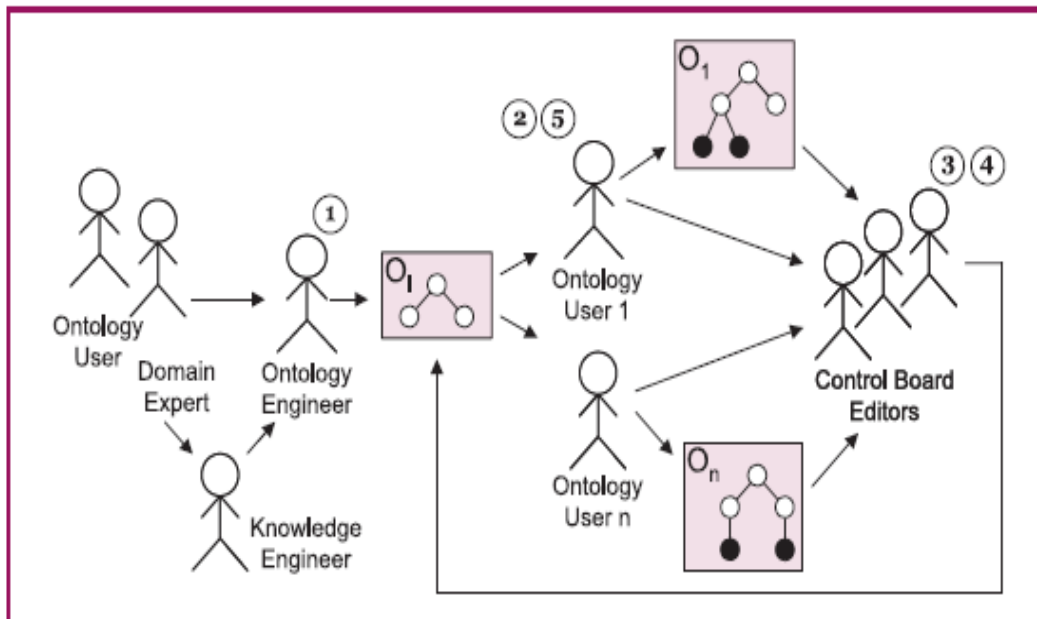 O1
2 5
3 4
1
OI
Ontology
User
Domain
Expert
Ontology
Engineer
Knowledge
Engineer
Ontology
User 1
Ontology
User n
On
Control Board
Editors